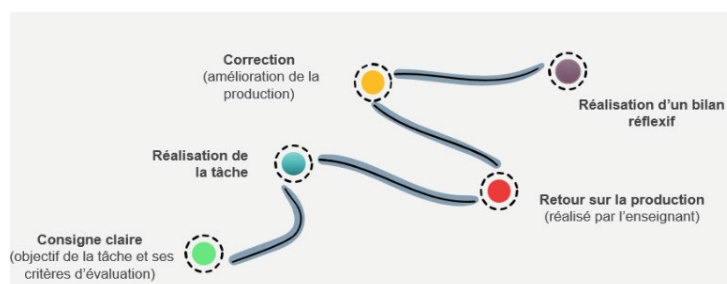 Correction
(amélioration de la
production)
Réalisation d'un bilan
réflexif
Réalisation de
la tâche
Retour sur la production
(réalisé par l'enseignant)
Consigne claire
(objectif de la tâche et ses
critères d'évaluation)